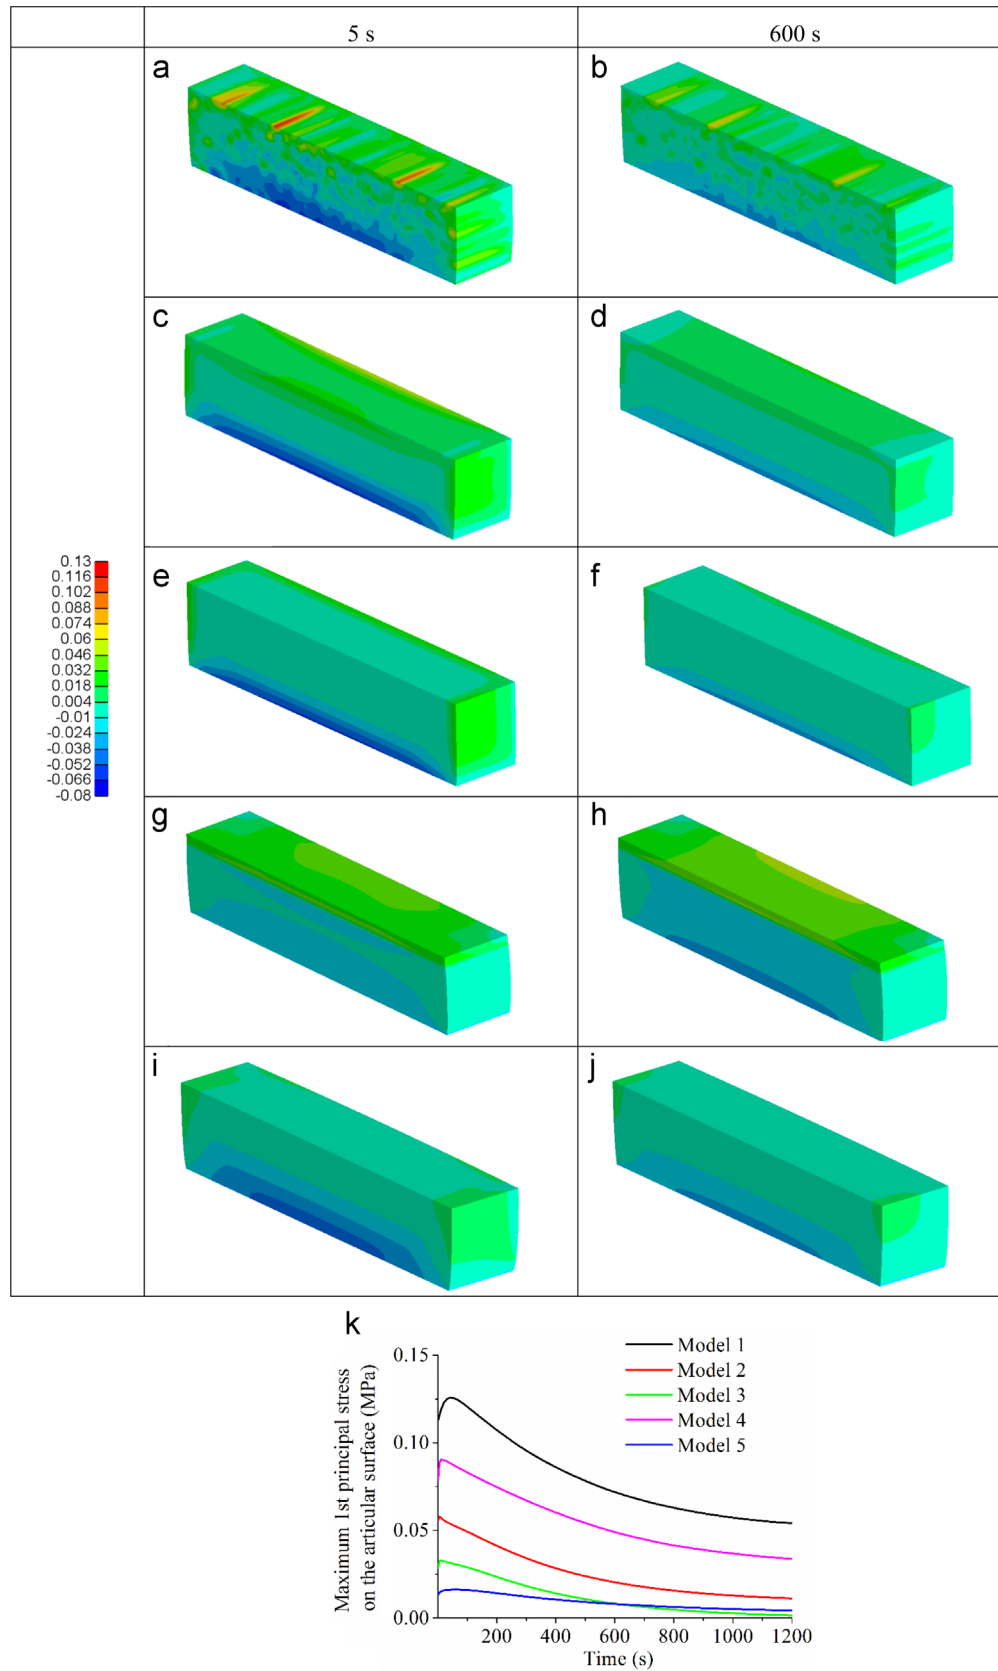 5 s
600 s
a
b
c
d
e
f
0.13
0.116
0.102
0.088
0.074
0.06
0.046
0.032
0.018
0.004
-0.01
-0.024
-0.038
-0.052
-0.066
-0.08
g
h
i
j
k
Model 1
Model 2
Model 3
Model 4
Model 5
Maximum 1st principal stress
on the articular surface (MPa)
0.15
0.10
0.05
0.00
200
400
600
800
1000
1200
Time (s)